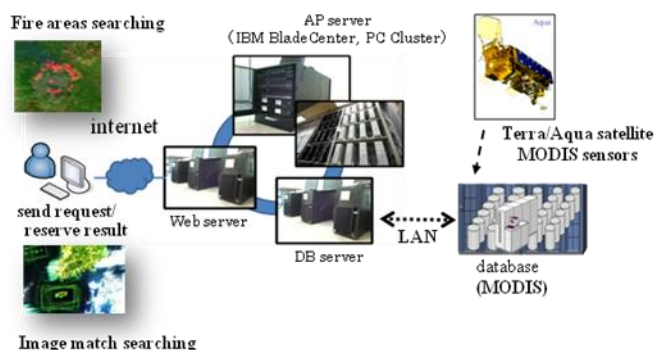 Fire areas searching
AP server
(IBM BladeCenter, PC Cluster)
Aqua
internet
Terra/Aqua satellite
MODIS sensors
send request/
reserve result
Web server
DB server
LAN
database
(MODIS)
Image match searching